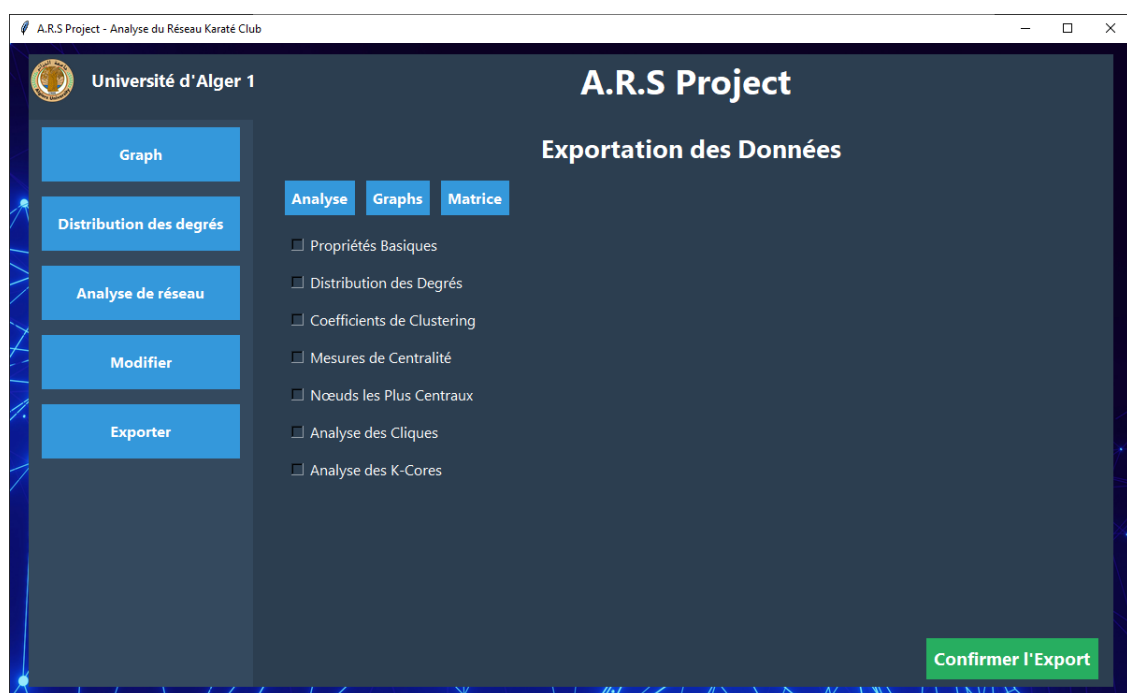 A.R.S Project - Analyse du Réseau Karaté Club
Université d'Alger 1
A.R.S Project
Graph
Distribution des degrés
Analyse de réseau
Modifier
Exporter
Exportation des Données
Analyse Graphs Matrice
Propriétés Basiques
Distribution des Degrés
Coefficients de Clustering
Mesures de Centralité
Nœuds les Plus Centraux
Analyse des Cliques
Analyse des K-Cores
Confirmer l'Export